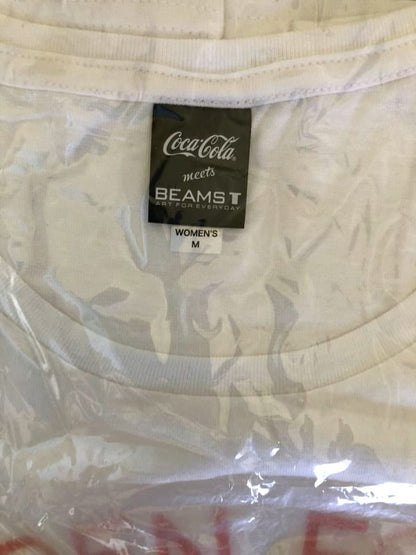 Coca-Cola
meets
BEAMS T
ART FOR EVERYDAY
WOMEN'S
M